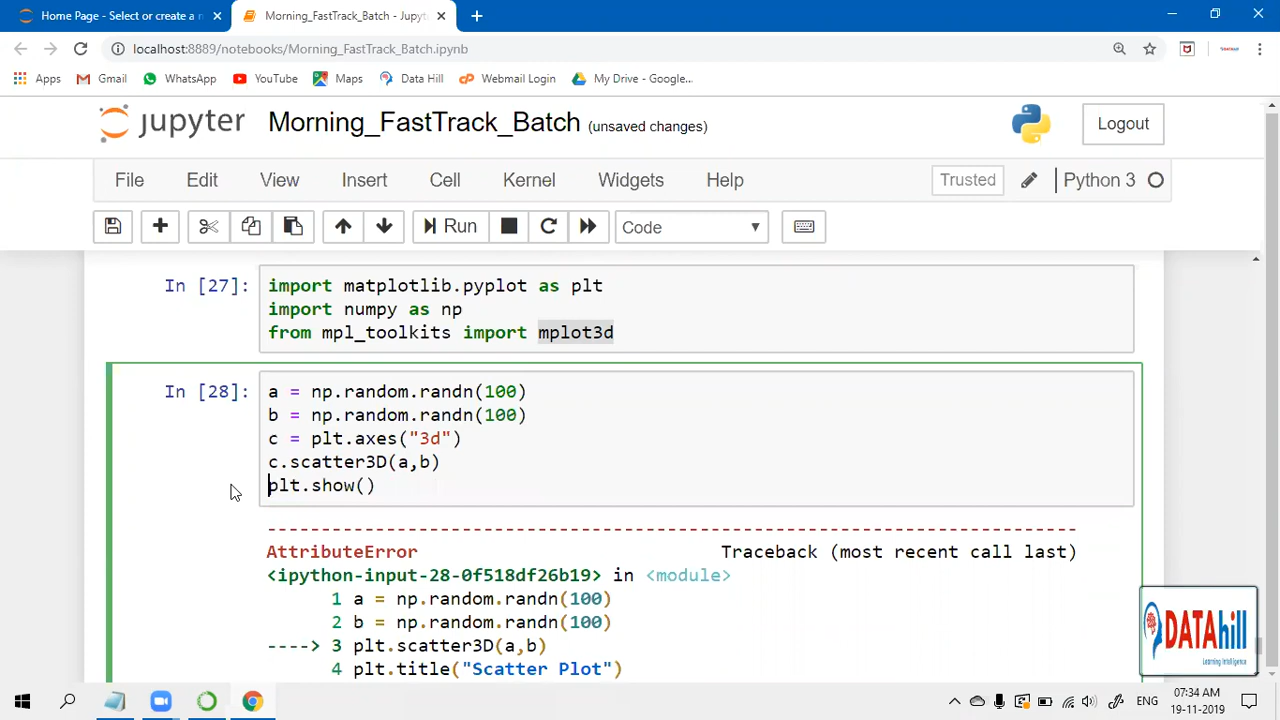 Home Page - Select or create a n
Morning_FastTrack_Batch - Jupyt
localhost:8889/notebooks/Morning_FastTrack_Batch.ipynb
Apps Gmail WhatsApp YouTube Maps Data Hill Webmail Login My Drive - Google...
jupyter Morning_FastTrack_Batch (unsaved changes) Logout
File Edit View Insert Cell Kernel Widgets Help Trusted Python 3
Run Code
In [27]: import matplotlib.pyplot as plt
import numpy as np
from mpl_toolkits import mplot3d
In [28]: a = np.random.randn(100)
b = np.random.randn(100)
c = plt.axes("3d")
c.scatter3D(a,b)
plt.show()
---------------------------------------------------------------------------
AttributeError Traceback (most recent call last)
<ipython-input-28-0f518df26b19> in <module>
1 a = np.random.randn(100)
2 b = np.random.randn(100)
----> 3 plt.scatter3D(a,b)
4 plt.title("Scatter Plot")
DATAhill
Learning Intelligence
ENG
07:34 AM
19-11-2019